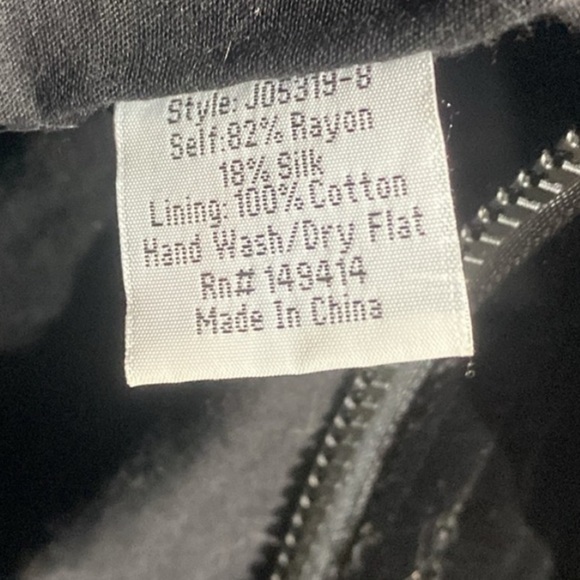 Style: J05319-8
Self:82% Rayon
18% Silk
Lining: 100% Cotton
Hand Wash/Dry Flat
Rn# 149414
Made In China